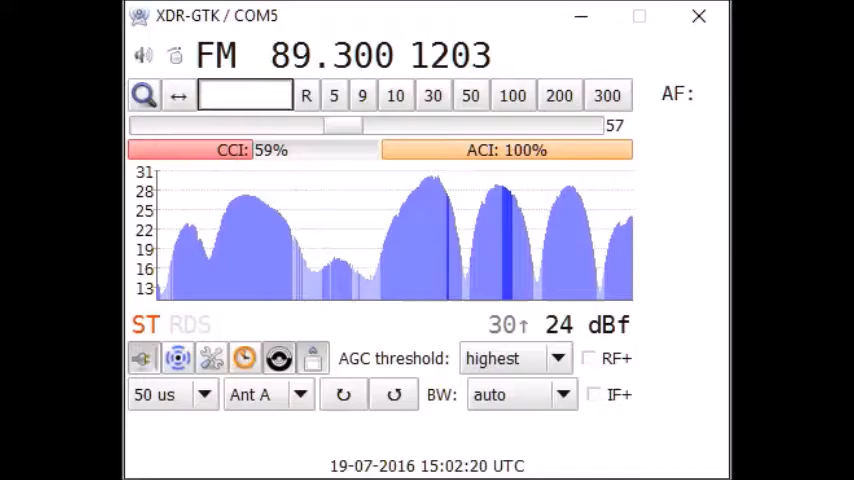 XDR-GTK / COM5
FM 89.300 1203
R 5 9 10 30 50 100 200 300 AF:
57
CCI: 59% ACI: 100%
31
28
25
22
19
16
13
ST RDS 30↑ 24 dBf
AGC threshold: highest RF+
50 us Ant A BW: auto IF+
19-07-2016 15:02:20 UTC